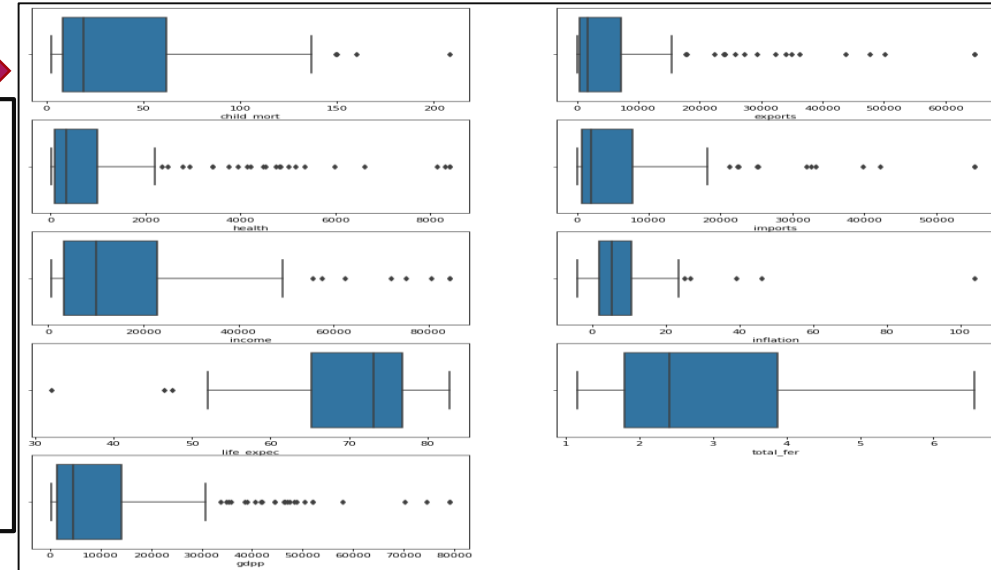 0 50 100 150 200
child_mort
0 10000 20000 30000 40000 50000 60000
exports
0 2000 4000 6000 8000
health
0 10000 20000 30000 40000 50000
imports
0 20000 40000 60000 80000
income
0 20 40 60 80 100
inflation
30 40 50 60 70 80
life_expec
1 2 3 4 5 6
total_fer
0 10000 20000 30000 40000 50000 60000 70000 80000
gdpp